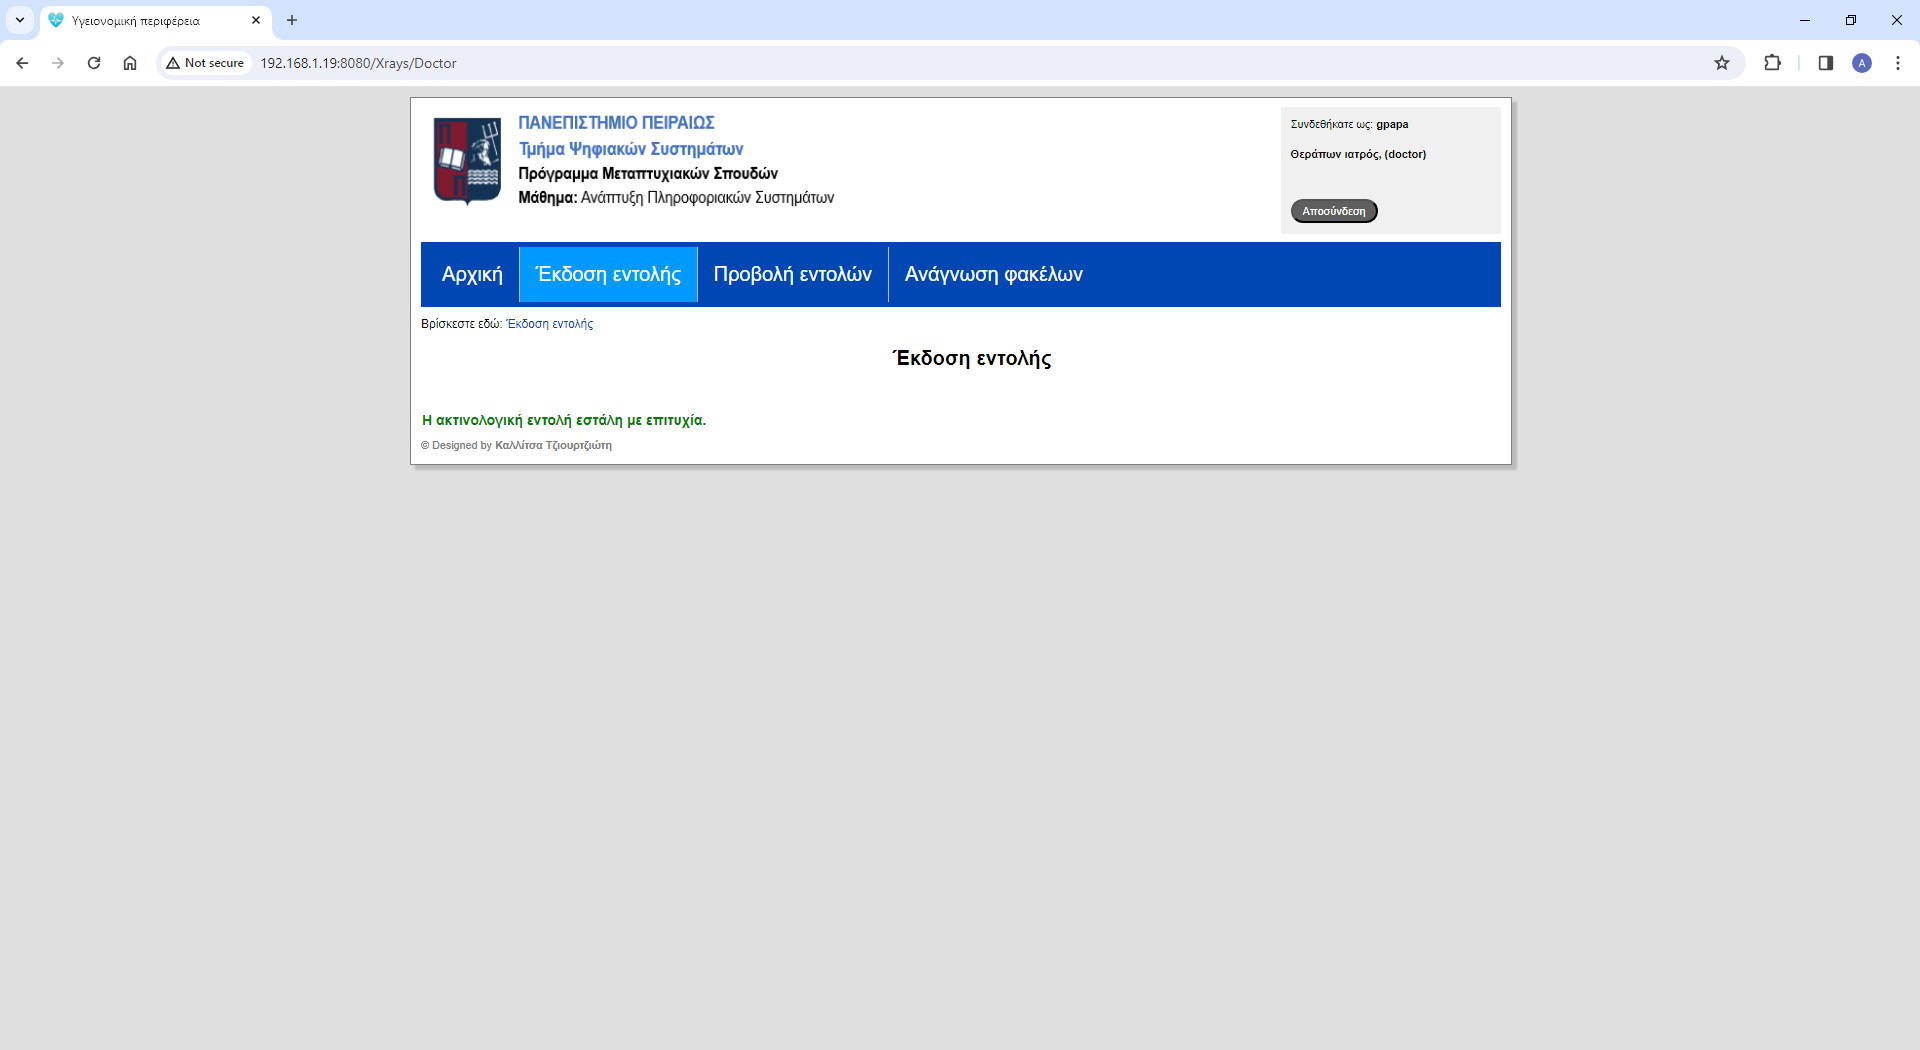 Υγειονομική περιφέρεια
Not secure
192.168.1.19:8080/Xrays/Doctor
A
ΠΑΝΕΠΙΣΤΗΜΙΟ ΠΕΙΡΑΙΩΣ
Τμήμα Ψηφιακών Συστημάτων
Πρόγραμμα Μεταπτυχιακών Σπουδών
Μάθημα: Ανάπτυξη Πληροφοριακών Συστημάτων
Συνδεθήκατε ως: gpapa
Θεράπων ιατρός, (doctor)
Αποσύνδεση
Αρχική Έκδοση εντολής Προβολή εντολών Ανάγνωση φακέλων
Βρίσκεστε εδώ: Έκδοση εντολής
Έκδοση εντολής
Η ακτινολογική εντολή εστάλη με επιτυχία.
© Designed by Καλλίτσα Τζιουρτζιώτη